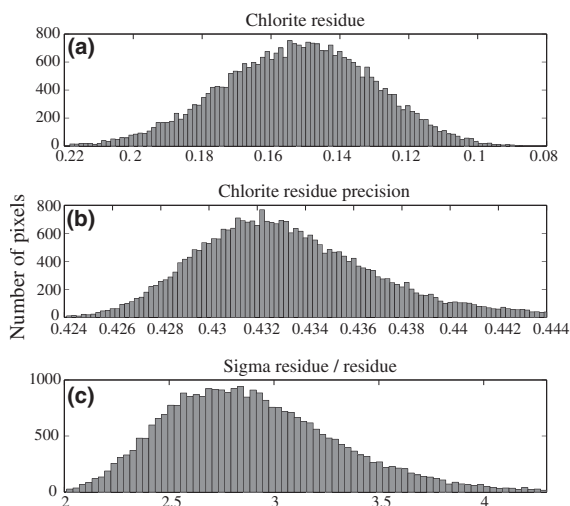 Chlorite residue
(a)
800
600
400
200
0
0.22 0.2 0.18 0.16 0.14 0.12 0.1 0.08
Chlorite residue precision
(b)
800
600
400
200
0
0.424 0.426 0.428 0.43 0.432 0.434 0.436 0.438 0.44 0.442 0.444
Number of pixels
Sigma residue / residue
(c)
1000
500
0
2 2.5 3 3.5 4